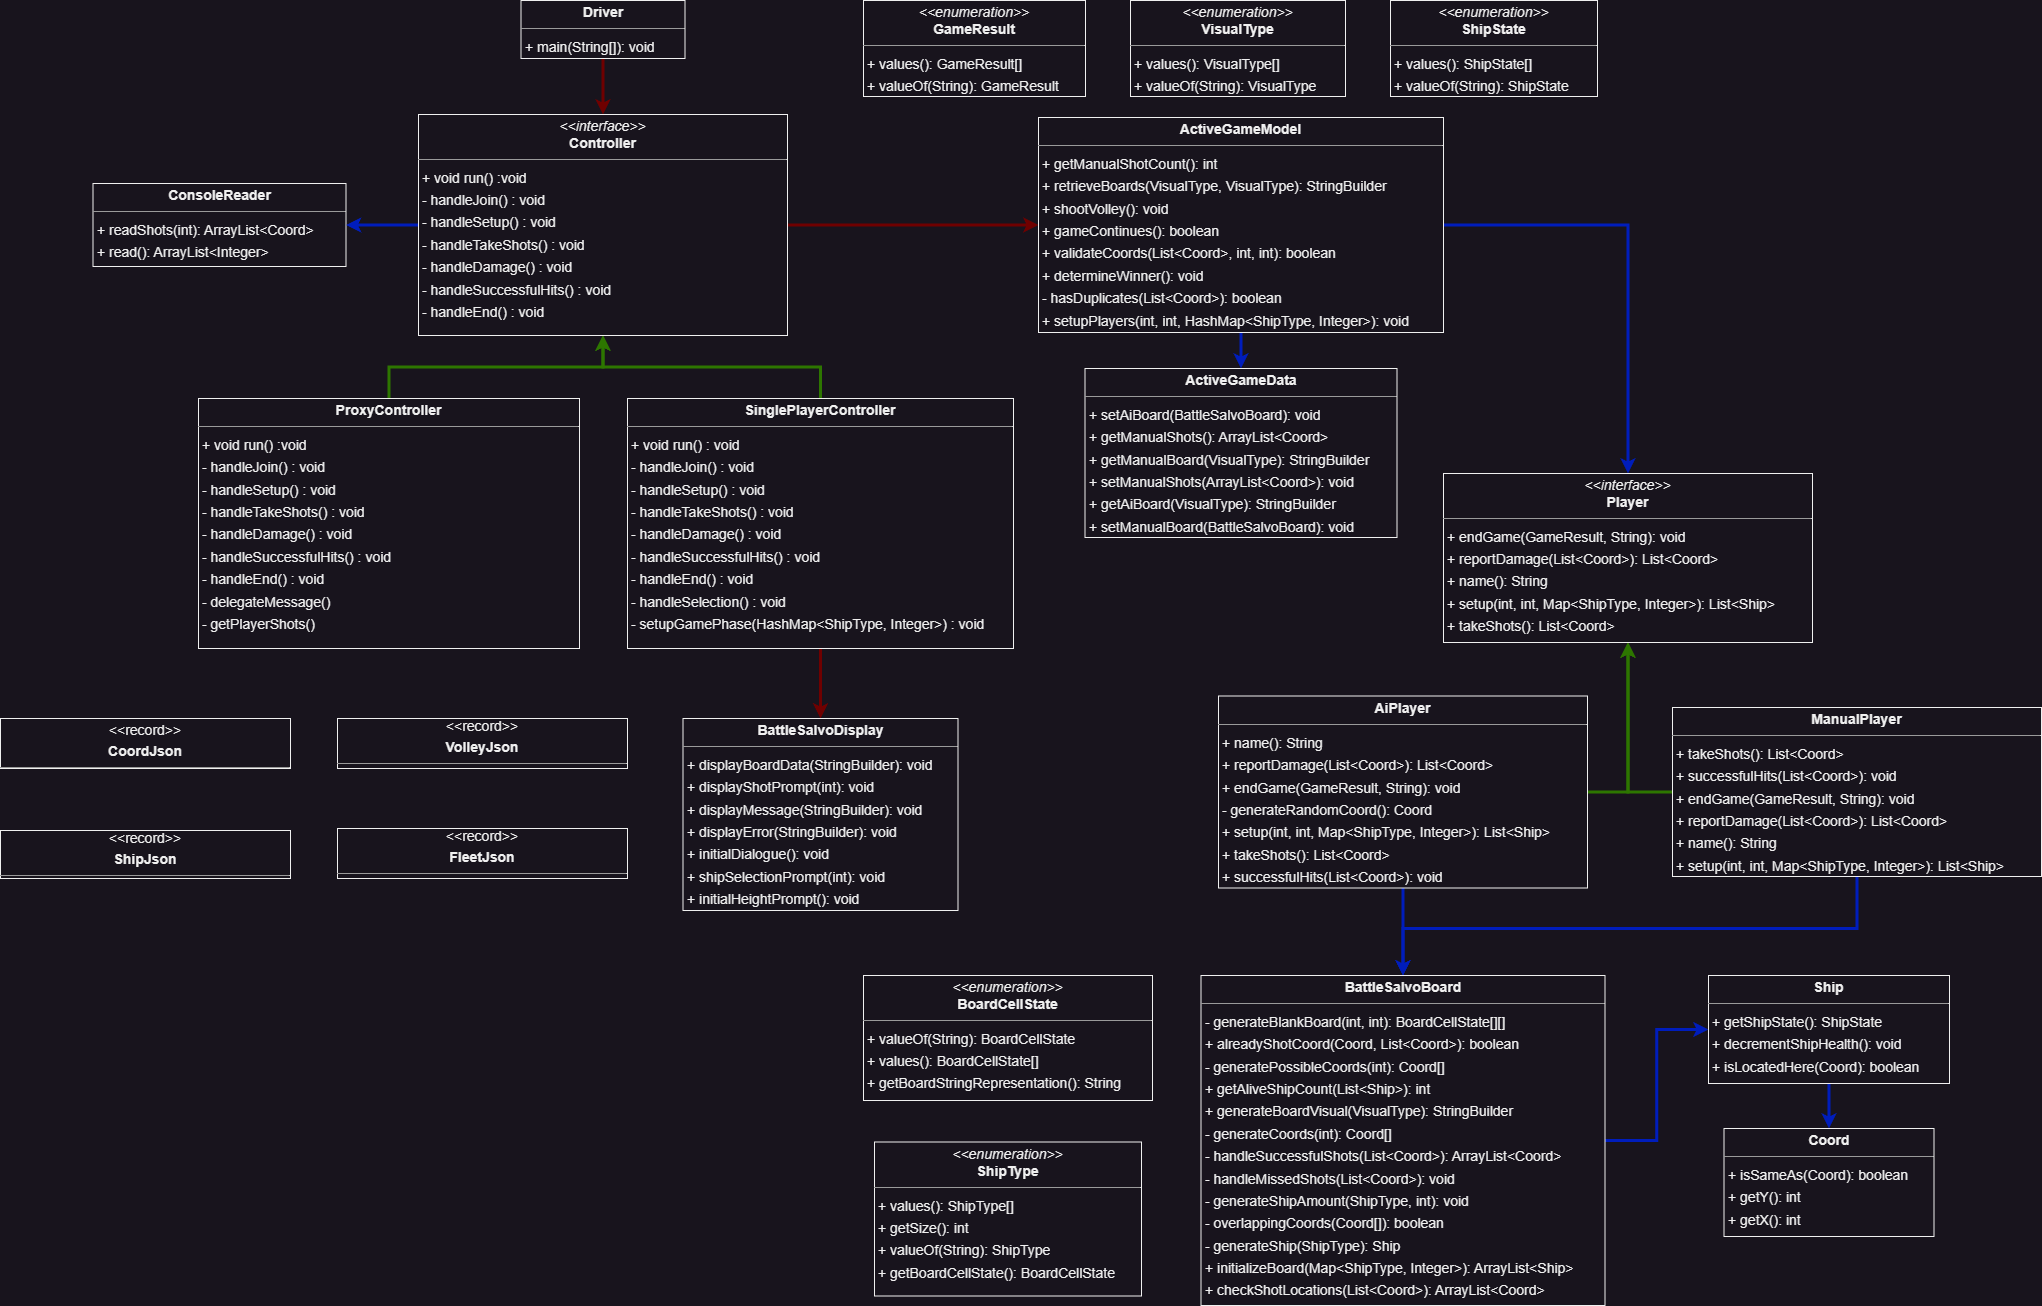 Driver
+ main(String[]): void
<<enumeration>>
GameResult
+ values(): GameResult[]
+ valueOf(String): GameResult
<<enumeration>>
VisualType
+ values(): VisualType[]
+ valueOf(String): VisualType
<<enumeration>>
ShipState
+ values(): ShipState[]
+ valueOf(String): ShipState
<<interface>>
Controller
+ void run() :void
- handleJoin() : void
- handleSetup() : void
- handleTakeShots() : void
- handleDamage() : void
- handleSuccessfulHits() : void
- handleEnd() : void
ActiveGameModel
+ getManualShotCount(): int
+ retrieveBoards(VisualType, VisualType): StringBuilder
+ shootVolley(): void
+ gameContinues(): boolean
+ validateCoords(List<Coord>, int, int): boolean
+ determineWinner(): void
- hasDuplicates(List<Coord>): boolean
+ setupPlayers(int, int, HashMap<ShipType, Integer>): void
ConsoleReader
+ readShots(int): ArrayList<Coord>
+ read(): ArrayList<Integer>
ActiveGameData
+ setAiBoard(BattleSalvoBoard): void
+ getManualShots(): ArrayList<Coord>
+ getManualBoard(VisualType): StringBuilder
+ setManualShots(ArrayList<Coord>): void
+ getAiBoard(VisualType): StringBuilder
+ setManualBoard(BattleSalvoBoard): void
ProxyController
+ void run() :void
- handleJoin() : void
- handleSetup() : void
- handleTakeShots() : void
- handleDamage() : void
- handleSuccessfulHits() : void
- handleEnd() : void
- delegateMessage()
- getPlayerShots()
SinglePlayerController
+ void run() : void
- handleJoin() : void
- handleSetup() : void
- handleTakeShots() : void
- handleDamage() : void
- handleSuccessfulHits() : void
- handleEnd() : void
- handleSelection() : void
- setupGamePhase(HashMap<ShipType, Integer>) : void
<<interface>>
Player
+ endGame(GameResult, String): void
+ reportDamage(List<Coord>): List<Coord>
+ name(): String
+ setup(int, int, Map<ShipType, Integer>): List<Ship>
+ takeShots(): List<Coord>
<<record>>
CoordJson
<<record>>
VolleyJson
<<record>>
ShipJson
<<record>>
FleetJson
BattleSalvoDisplay
+ displayBoardData(StringBuilder): void
+ displayShotPrompt(int): void
+ displayMessage(StringBuilder): void
+ displayError(StringBuilder): void
+ initialDialogue(): void
+ shipSelectionPrompt(int): void
+ initialHeightPrompt(): void
AiPlayer
+ name(): String
+ reportDamage(List<Coord>): List<Coord>
+ endGame(GameResult, String): void
- generateRandomCoord(): Coord
+ setup(int, int, Map<ShipType, Integer>): List<Ship>
+ takeShots(): List<Coord>
+ successfulHits(List<Coord>): void
ManualPlayer
+ takeShots(): List<Coord>
+ successfulHits(List<Coord>): void
+ endGame(GameResult, String): void
+ reportDamage(List<Coord>): List<Coord>
+ name(): String
+ setup(int, int, Map<ShipType, Integer>): List<Ship>
<<enumeration>>
BoardCellState
+ valueOf(String): BoardCellState
+ values(): BoardCellState[]
+ getBoardStringRepresentation(): String
BattleSalvoBoard
- generateBlankBoard(int, int): BoardCellState[][]
+ alreadyShotCoord(Coord, List<Coord>): boolean
- generatePossibleCoords(int): Coord[]
+ getAliveShipCount(List<Ship>): int
+ generateBoardVisual(VisualType): StringBuilder
- generateCoords(int): Coord[]
- handleSuccessfulShots(List<Coord>): ArrayList<Coord>
- handleMissedShots(List<Coord>): void
- generateShipAmount(ShipType, int): void
- overlappingCoords(Coord[]): boolean
- generateShip(ShipType): Ship
+ initializeBoard(Map<ShipType, Integer>): ArrayList<Ship>
+ checkShotLocations(List<Coord>): ArrayList<Coord>
Ship
+ getShipState(): ShipState
+ decrementShipHealth(): void
+ isLocatedHere(Coord): boolean
<<enumeration>>
ShipType
+ values(): ShipType[]
+ getSize(): int
+ valueOf(String): ShipType
+ getBoardCellState(): BoardCellState
Coord
+ isSameAs(Coord): boolean
+ getY(): int
+ getX(): int